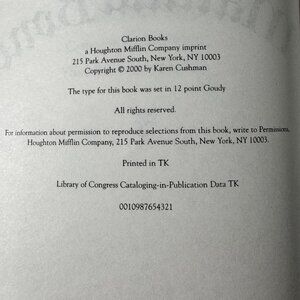 Clarion Books
a Houghton Mifflin Company imprint
215 Park Avenue South, New York, NY 10003
Copyright © 2000 by Karen Cushman
The type for this book was set in 12 point Goudy
All rights reserved.
For information about permission to reproduce selections from this book, write to Permissions,
Houghton Mifflin Company, 215 Park Avenue South, New York, NY 10003.
Printed in TK
Library of Congress Cataloging-in-Publication Data TK
0010987654321